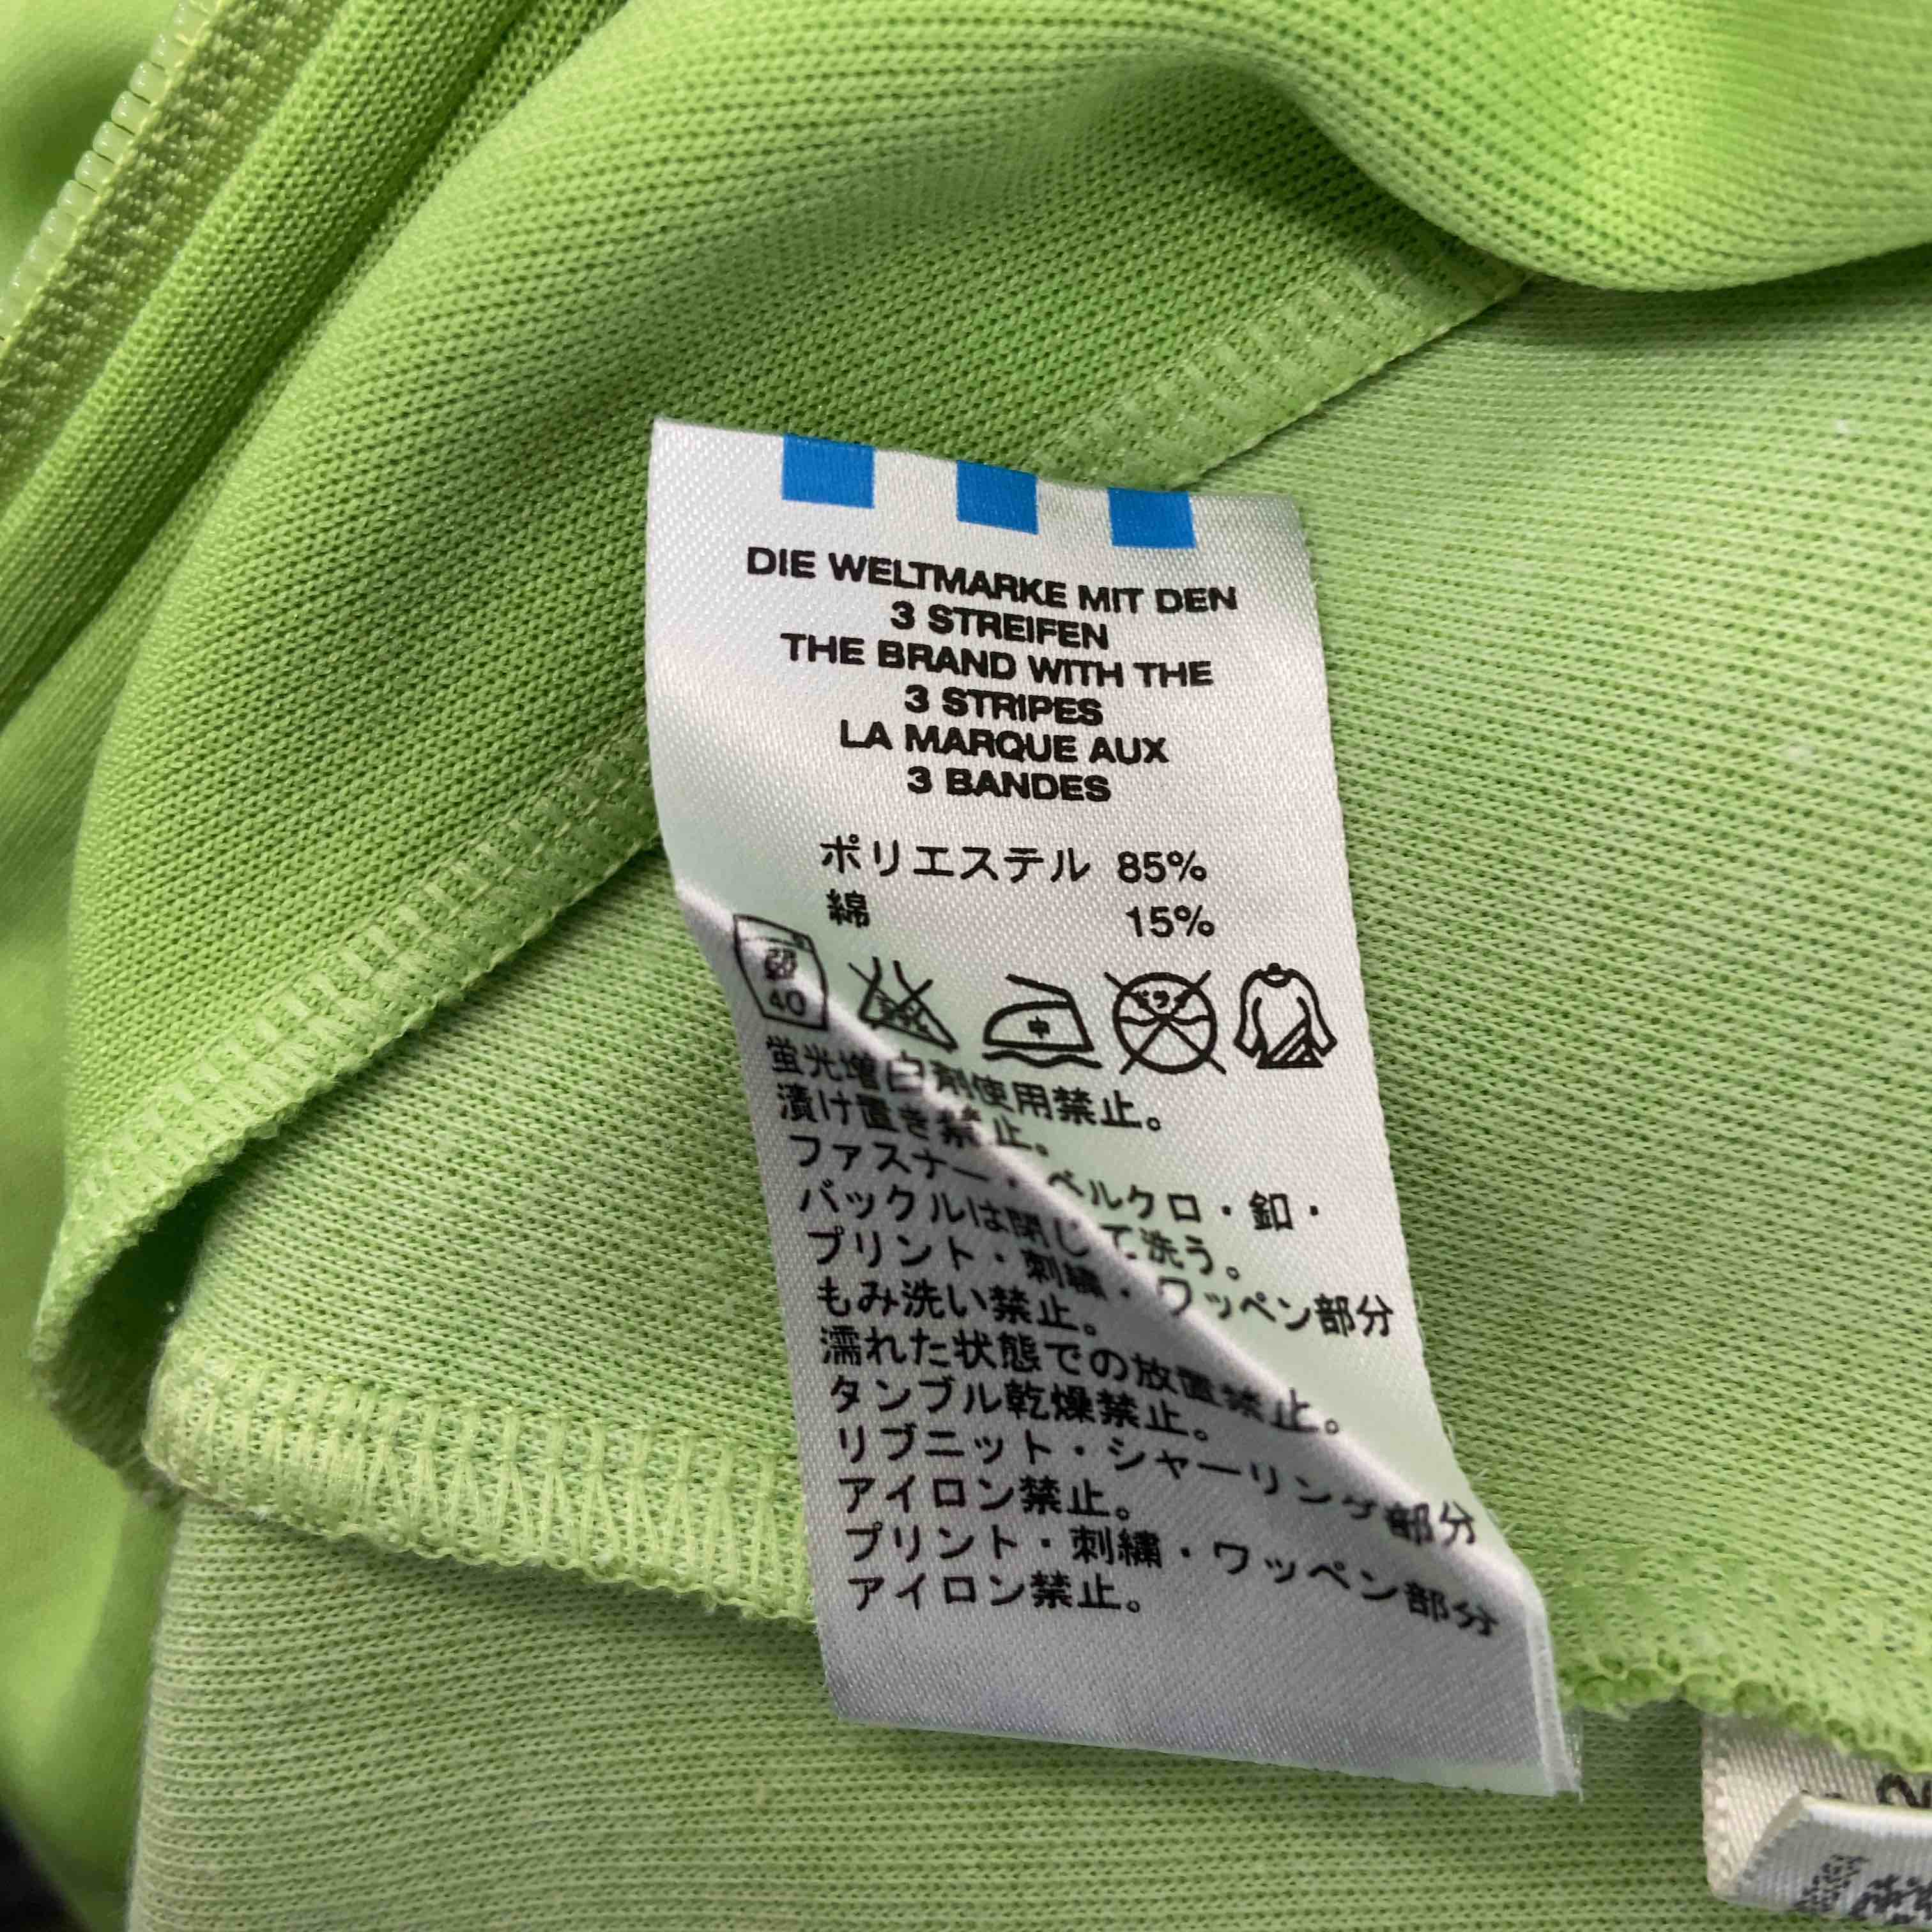 DIE WELTMARKE MIT DEN
3 STREIFEN
THE BRAND WITH THE
3 STRIPES
LA MARQUE AUX
3 BANDES
ポリエステル 85%
綿 15%
40 中 ドライ
蛍光増白剤使用禁止。
漬け置き禁止。
ファスナー・ベルクロ・釦・
バックルは閉じて洗う。
プリント・刺繍・ワッペン部分
もみ洗い禁止。
濡れた状態での放置禁止。
タンブル乾燥禁止。
リブニット・シャーリング部分
アイロン禁止。
プリント・刺繍・ワッペン部分
アイロン禁止。